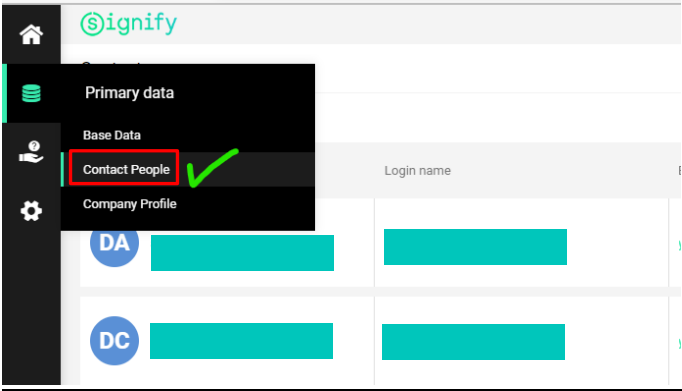 Signify
Primary data
Base Data
Contact People
Company Profile
Login name
DA
DC